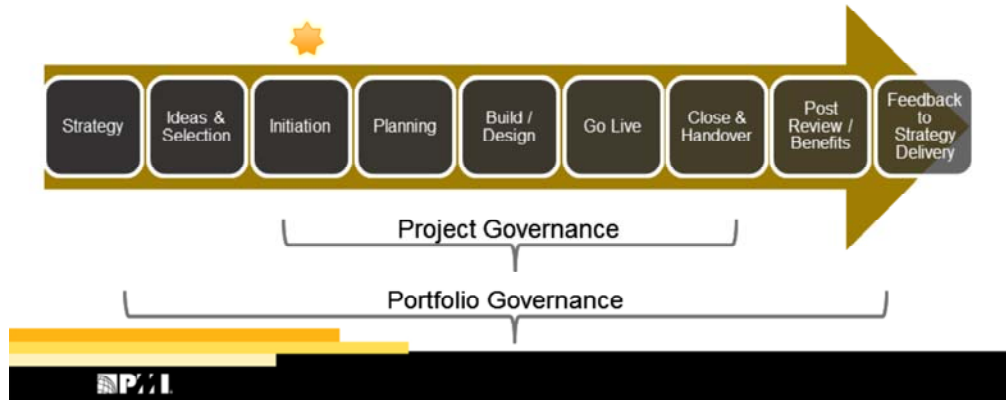 Strategy
Ideas &
Selection
Initiation
Planning
Build /
Design
Go Live
Close &
Handover
Post
Review /
Benefits
Feedback
to
Strategy
Delivery
Project Governance
Portfolio Governance
PMI